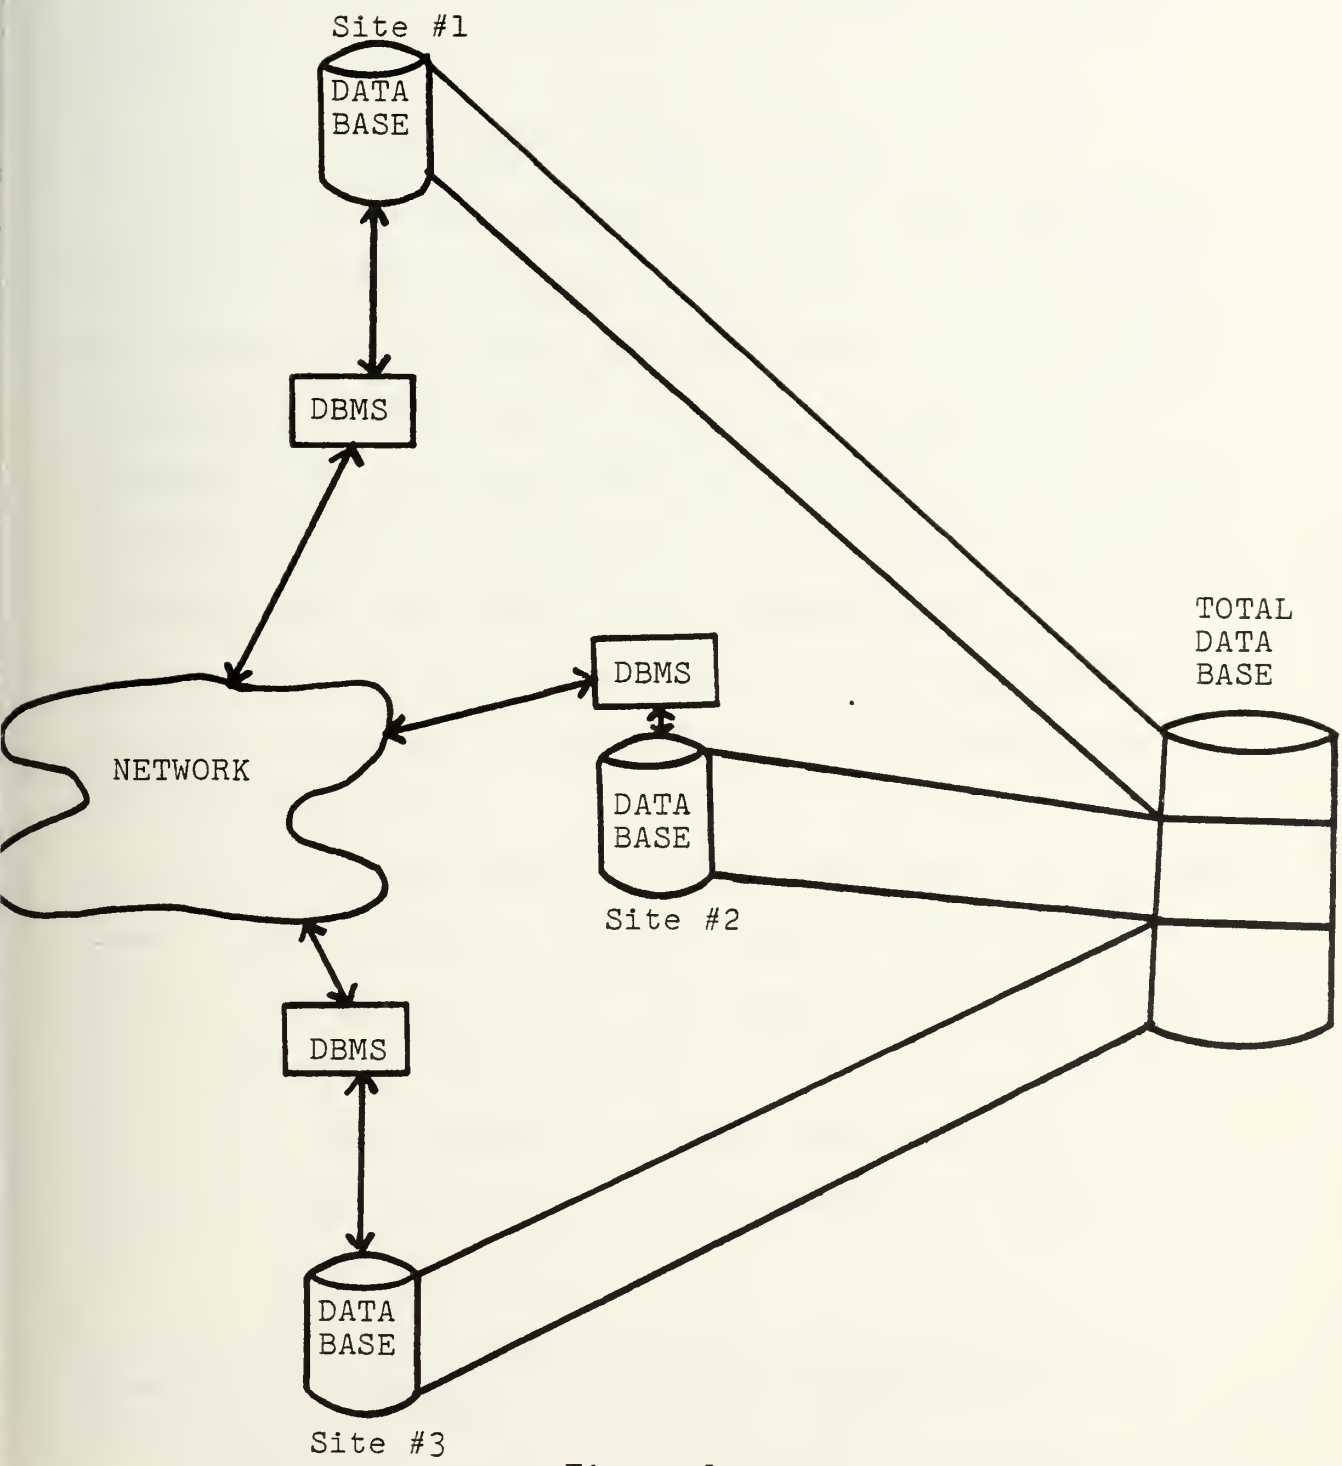 Site #1
DATA
BASE
DBMS
TOTAL
DATA
BASE
DBMS
NETWORK
DATA
BASE
Site #2
DBMS
DATA
BASE
Site #3